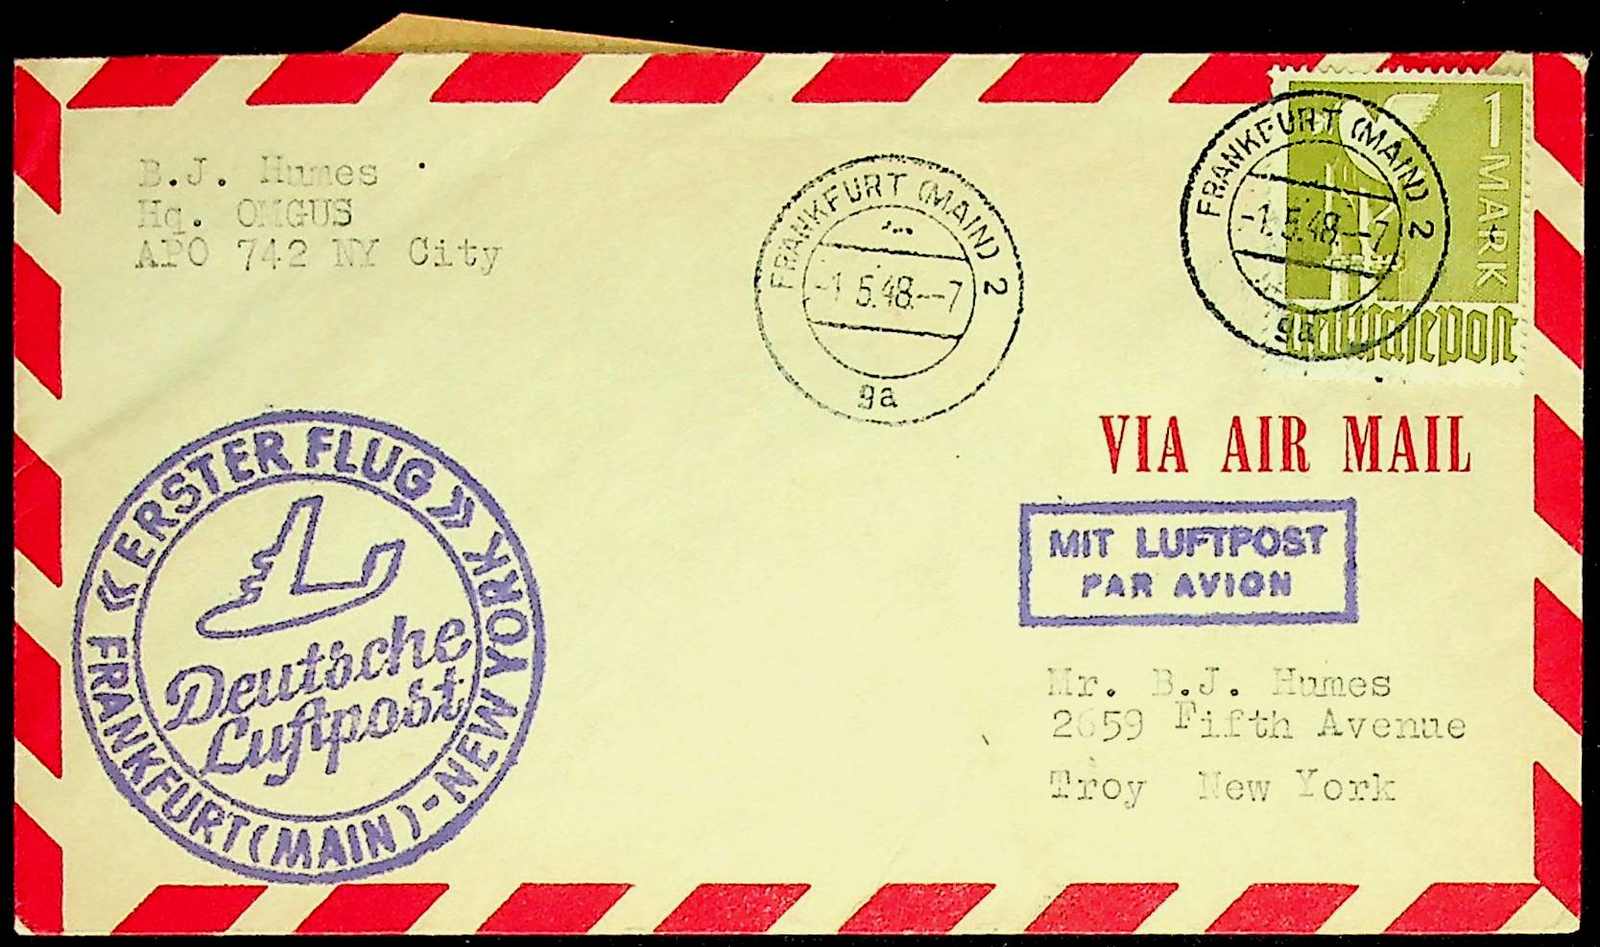 B.J. Humes
Hq. OMGUS
APO 742 NY City
FRANKFURT (MAIN) 2
-1.5.48.--7
ga
FRANKFURT (MAIN) 2
-1.5.48.--7
ga
1 MARK
Deutsche Post
VIA AIR MAIL
MIT LUFTPOST
PAR AVION
« ERSTER FLUG »
Deutsche
Luftpost
FRANKFURT (MAIN) - NEW YORK
Mr. B.J. Humes
2659 Fifth Avenue
Troy New York